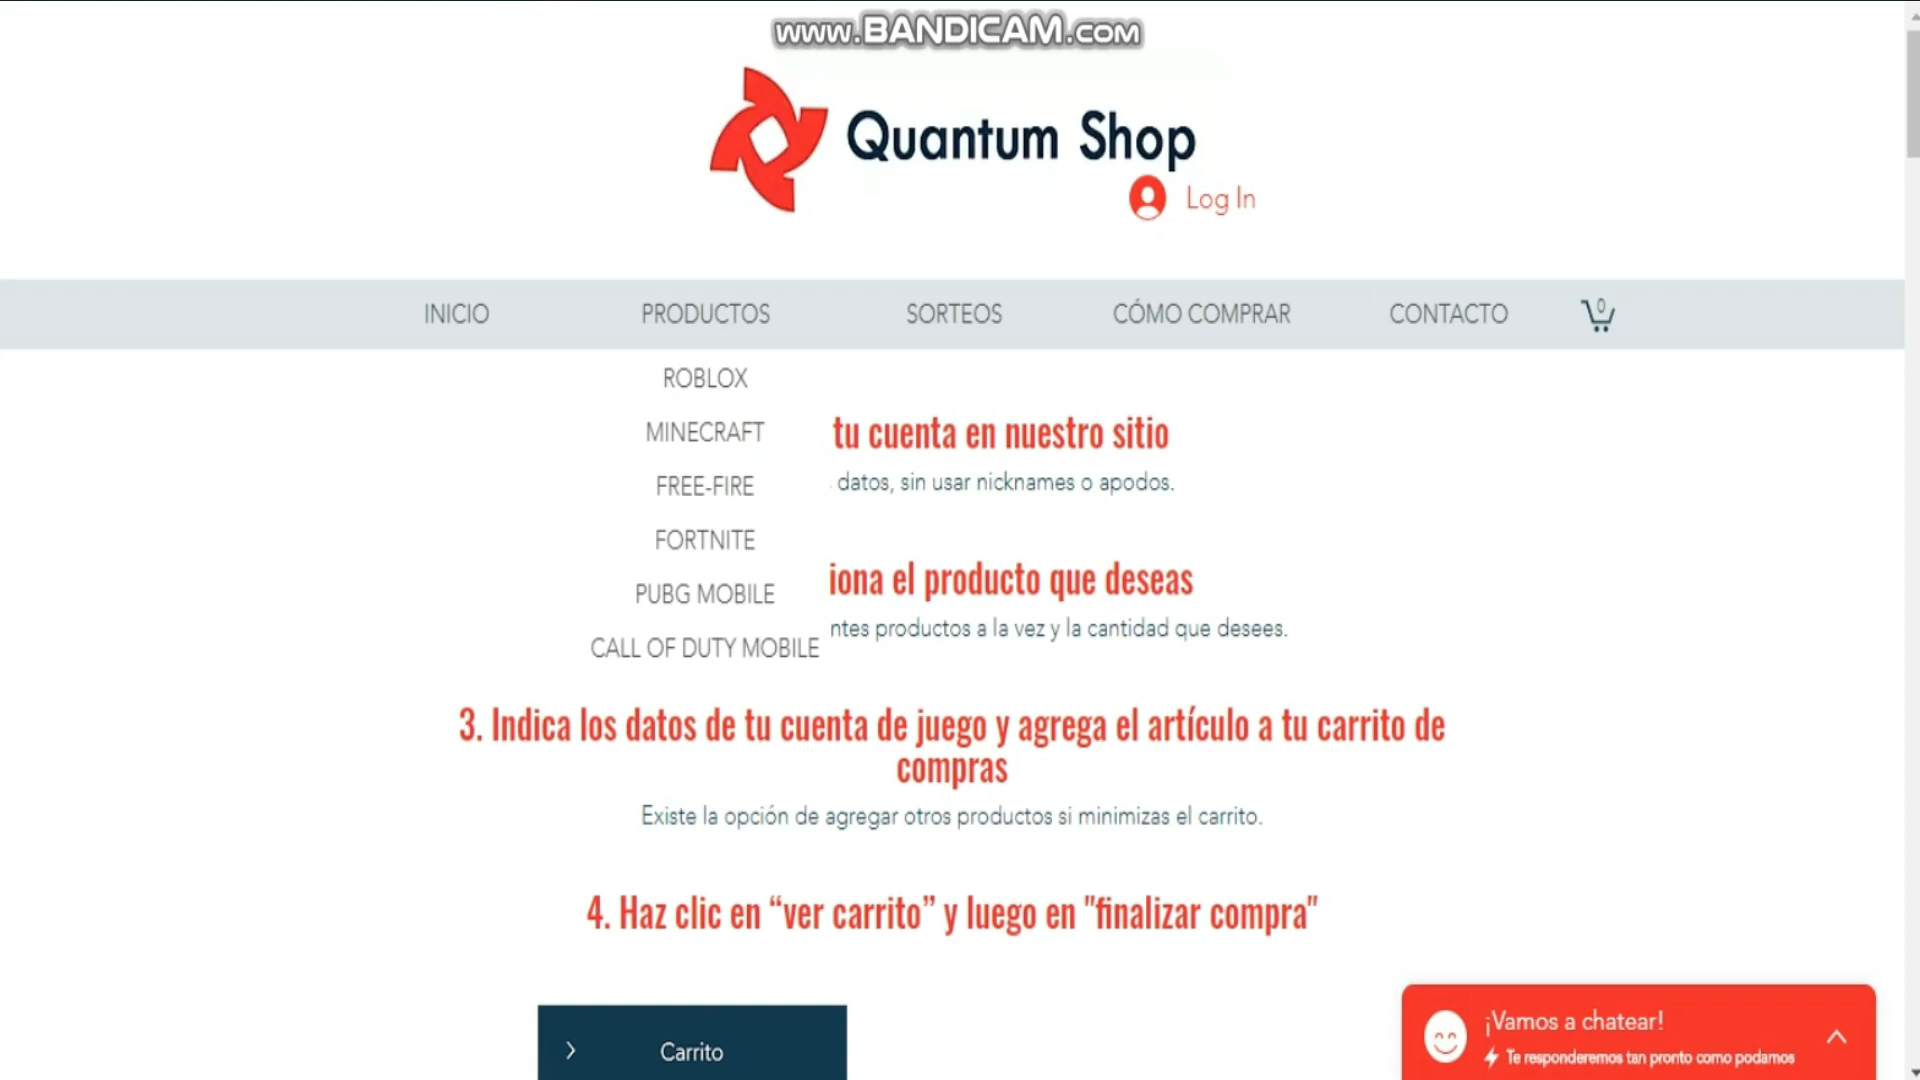 www.BANDICAM.com
Quantum Shop
Log In
INICIO
PRODUCTOS
SORTEOS
CÓMO COMPRAR
CONTACTO
0
ROBLOX
MINECRAFT
FREE-FIRE
FORTNITE
PUBG MOBILE
CALL OF DUTY MOBILE
tu cuenta en nuestro sitio
datos, sin usar nicknames o apodos.
iona el producto que deseas
ntes productos a la vez y la cantidad que desees.
3. Indica los datos de tu cuenta de juego y agrega el artículo a tu carrito de
compras
Existe la opción de agregar otros productos si minimizas el carrito.
4. Haz clic en “ver carrito” y luego en "finalizar compra"
Carrito
¡Vamos a chatear!
Te responderemos tan pronto como podamos